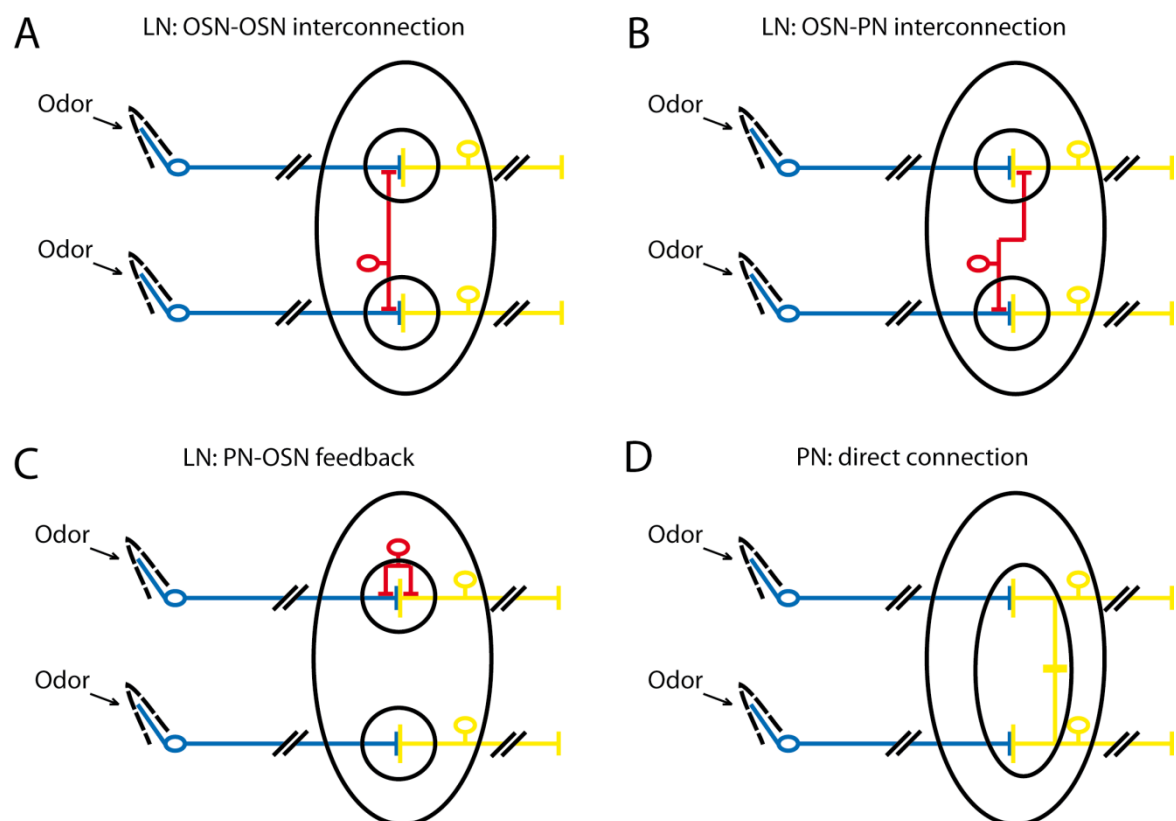 A
LN: OSN-OSN interconnection
Odor
Odor
B
LN: OSN-PN interconnection
Odor
Odor
C
LN: PN-OSN feedback
Odor
Odor
D
PN: direct connection
Odor
Odor